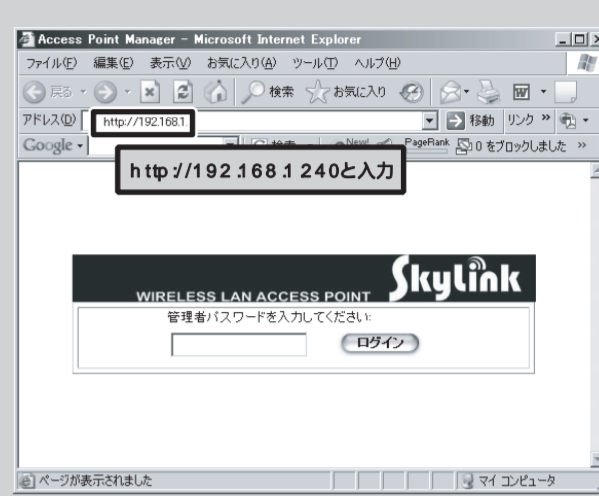 Access Point Manager - Microsoft Internet Explorer
ファイル(F) 編集(E) 表示(V) お気に入り(A) ツール(T) ヘルプ(H)
戻る 検索 お気に入り
アドレス(D) http://192.168.1. 移動 リンク »
Google 検索 New! PageRank 0 をブロックしました »
http://192.168.1 240と入力
Skylink
WIRELESS LAN ACCESS POINT
管理者パスワードを入力してください:
ログイン
ページが表示されました マイ コンピュータ